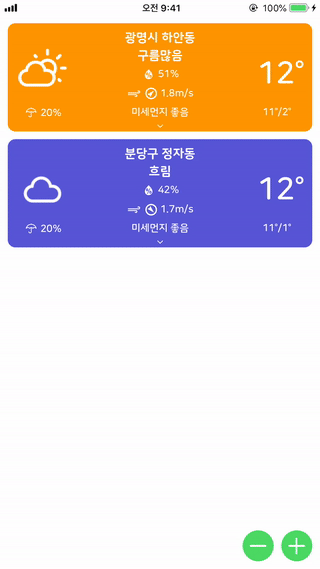 오전 9:41
100%
광명시 하안동
구름많음
51%
12°
1.8m/s
20%
미세먼지 좋음
11°/2°
분당구 정자동
흐림
42%
12°
1.7m/s
20%
미세먼지 좋음
11°/1°